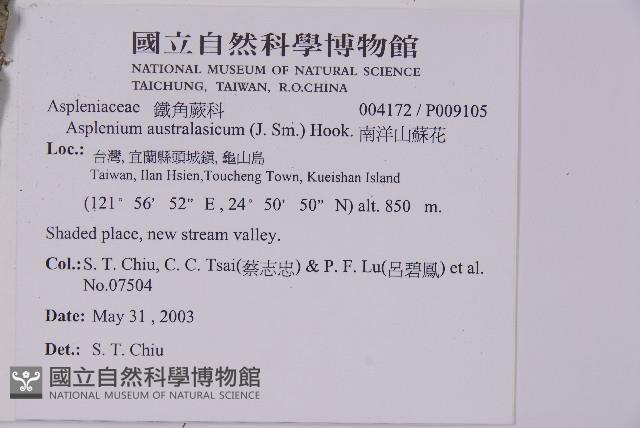 國立自然科學博物館
NATIONAL MUSEUM OF NATURAL SCIENCE
TAICHUNG, TAIWAN, R.O.CHINA
Aspleniaceae 鐵角蕨科 004172 / P009105
Asplenium australasicum (J. Sm.) Hook. 南洋山蘇花
Loc.: 台灣, 宜蘭縣頭城鎮, 龜山島
Taiwan, Ilan Hsien,Toucheng Town, Kueishan Island
(121° 56' 52" E , 24° 50' 50" N) alt. 850 m.
Shaded place, new stream valley.
Col.: S. T. Chiu, C. C. Tsai(蔡志忠) & P. F. Lu(呂碧鳳) et al.
No.07504
Date: May 31 , 2003
Det.: S. T. Chiu
國立自然科學博物館
NATIONAL MUSEUM OF NATURAL SCIENCE